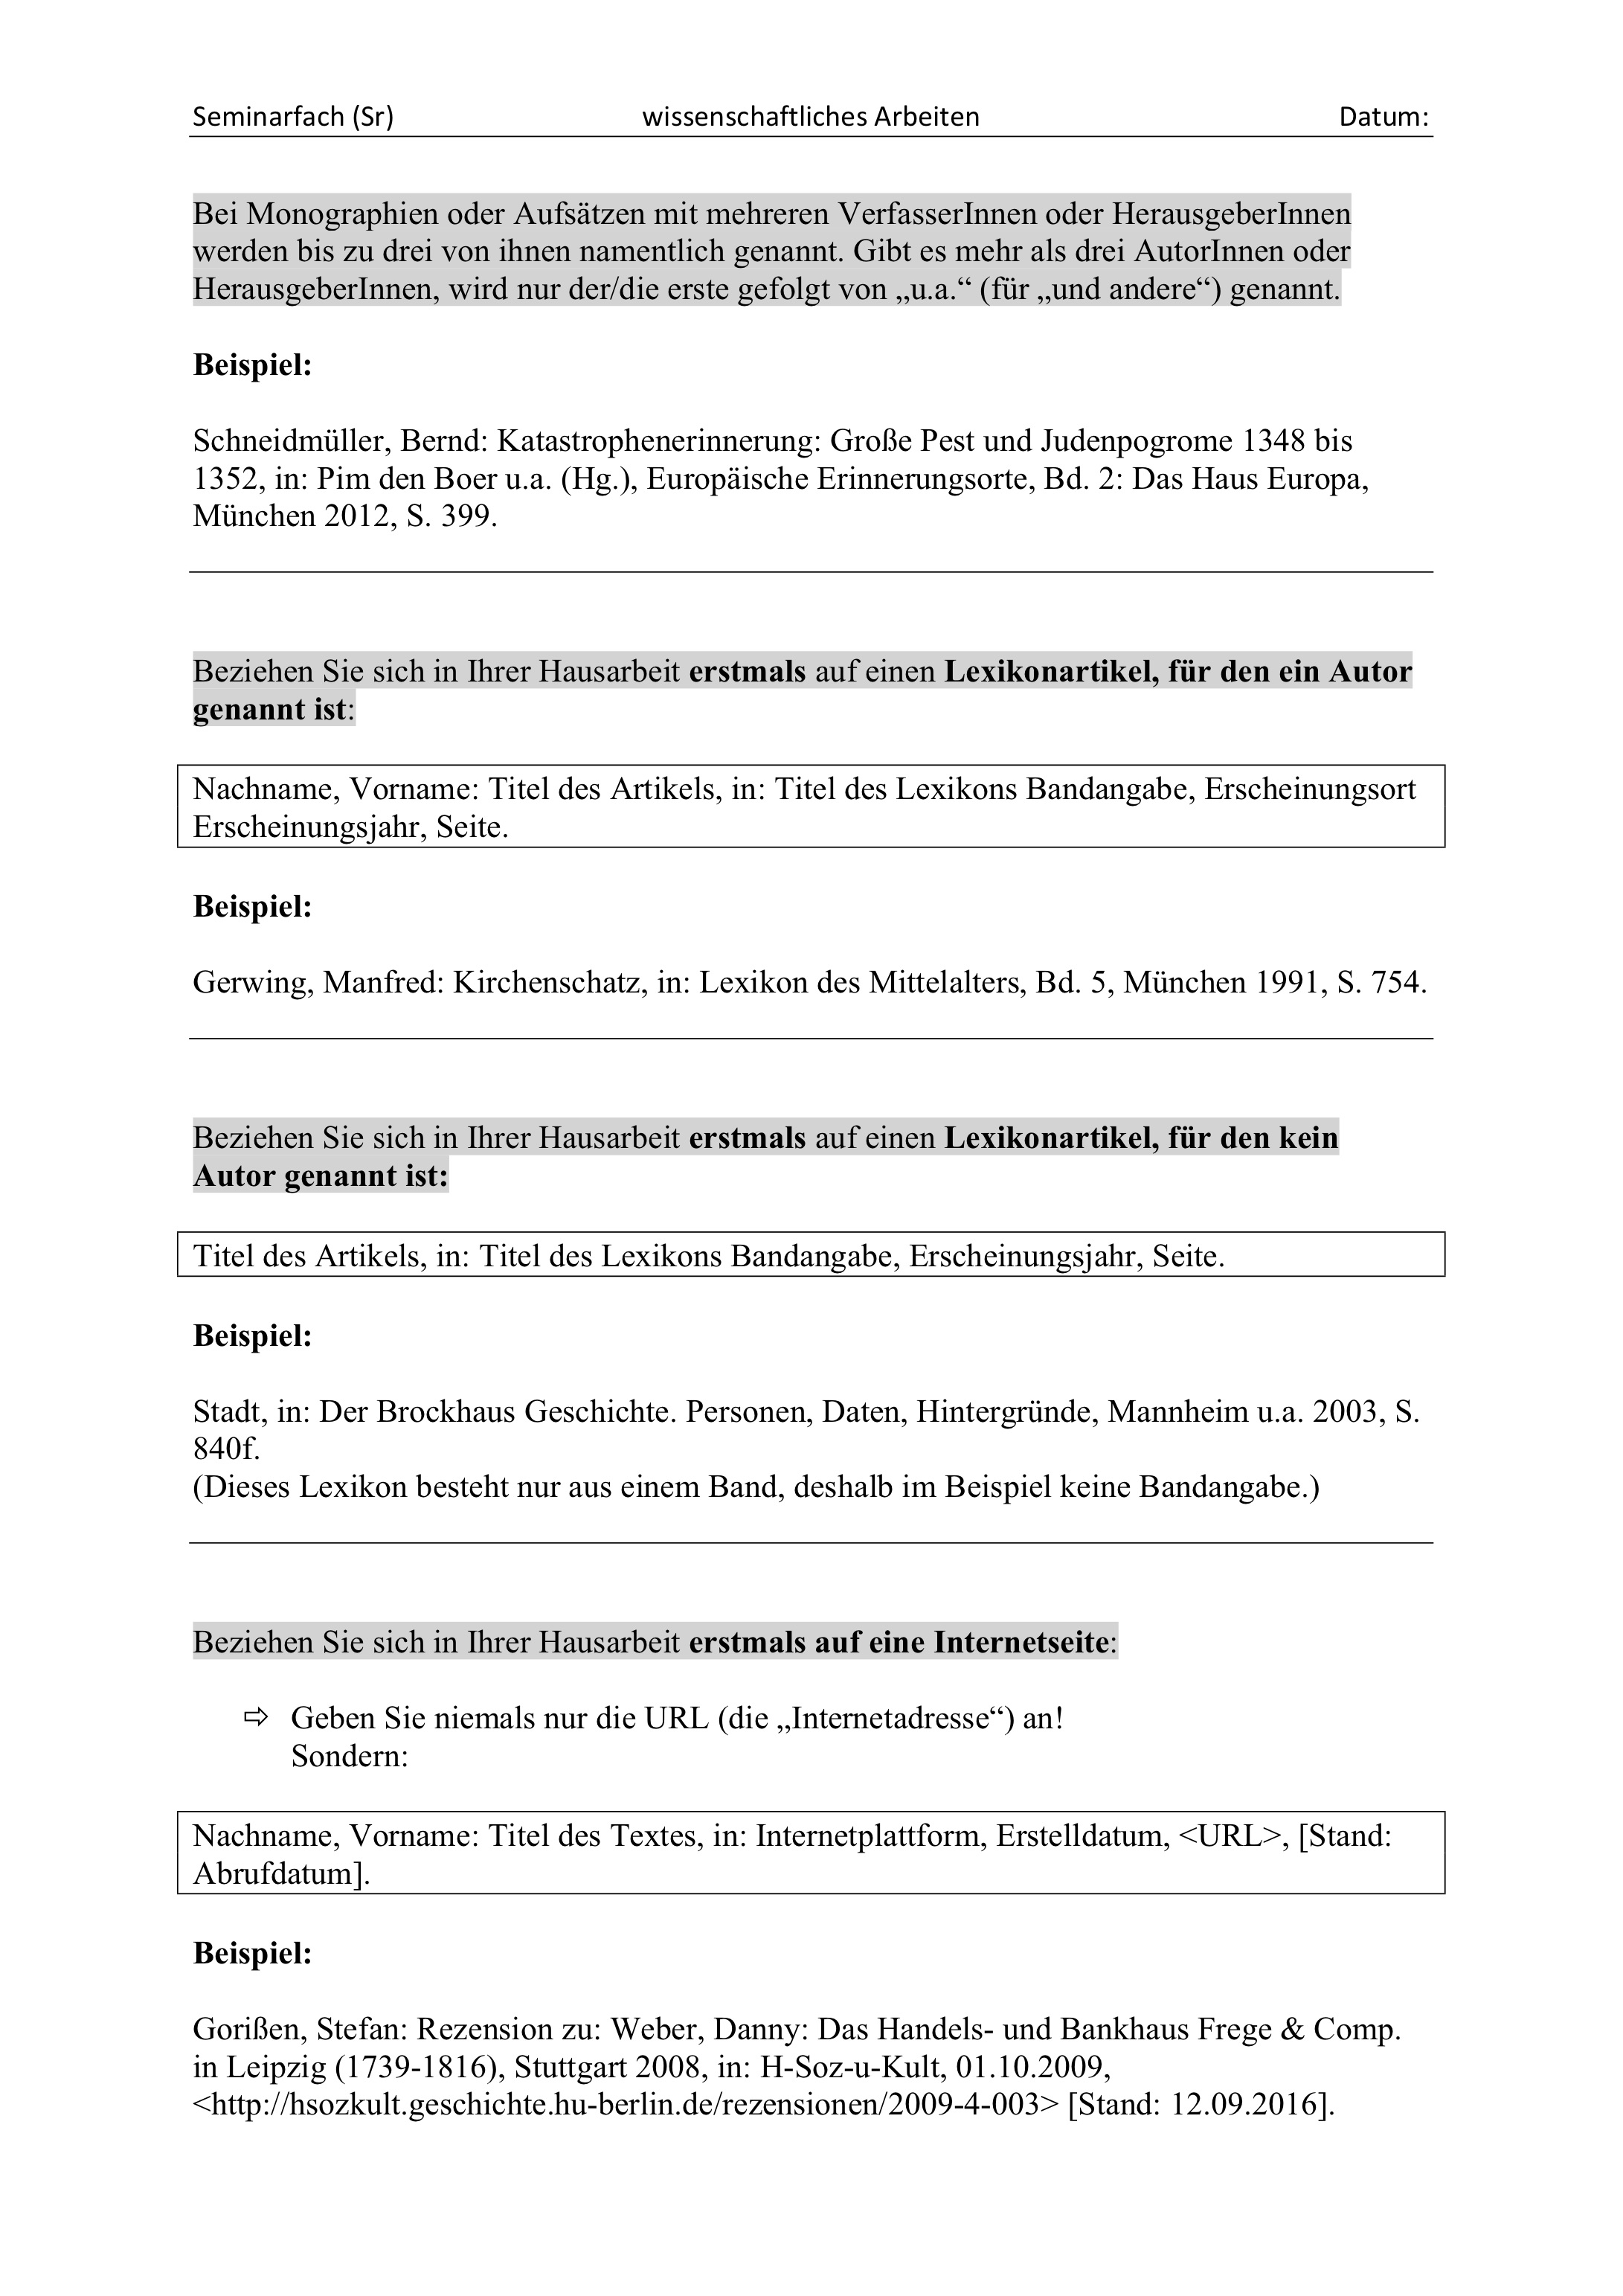 Seminarfach (Sr) wissenschaftliches Arbeiten Datum:
Bei Monographien oder Aufsätzen mit mehreren VerfasserInnen oder HerausgeberInnen
werden bis zu drei von ihnen namentlich genannt. Gibt es mehr als drei AutorInnen oder
HerausgeberInnen, wird nur der/die erste gefolgt von „u.a.“ (für „und andere“) genannt.
Beispiel:
Schneidmüller, Bernd: Katastrophenerinnerung: Große Pest und Judenpogrome 1348 bis
1352, in: Pim den Boer u.a. (Hg.), Europäische Erinnerungsorte, Bd. 2: Das Haus Europa,
München 2012, S. 399.
Beziehen Sie sich in Ihrer Hausarbeit erstmals auf einen Lexikonartikel, für den ein Autor
genannt ist:
Nachname, Vorname: Titel des Artikels, in: Titel des Lexikons Bandangabe, Erscheinungsort
Erscheinungsjahr, Seite.
Beispiel:
Gerwing, Manfred: Kirchenschatz, in: Lexikon des Mittelalters, Bd. 5, München 1991, S. 754.
Beziehen Sie sich in Ihrer Hausarbeit erstmals auf einen Lexikonartikel, für den kein
Autor genannt ist:
Titel des Artikels, in: Titel des Lexikons Bandangabe, Erscheinungsjahr, Seite.
Beispiel:
Stadt, in: Der Brockhaus Geschichte. Personen, Daten, Hintergründe, Mannheim u.a. 2003, S.
840f.
(Dieses Lexikon besteht nur aus einem Band, deshalb im Beispiel keine Bandangabe.)
Beziehen Sie sich in Ihrer Hausarbeit erstmals auf eine Internetseite:
⇨ Geben Sie niemals nur die URL (die „Internetadresse“) an!
Sondern:
Nachname, Vorname: Titel des Textes, in: Internetplattform, Erstelldatum, <URL>, [Stand:
Abrufdatum].
Beispiel:
Gorißen, Stefan: Rezension zu: Weber, Danny: Das Handels- und Bankhaus Frege & Comp.
in Leipzig (1739-1816), Stuttgart 2008, in: H-Soz-u-Kult, 01.10.2009,
<http://hsozkult.geschichte.hu-berlin.de/rezensionen/2009-4-003> [Stand: 12.09.2016].